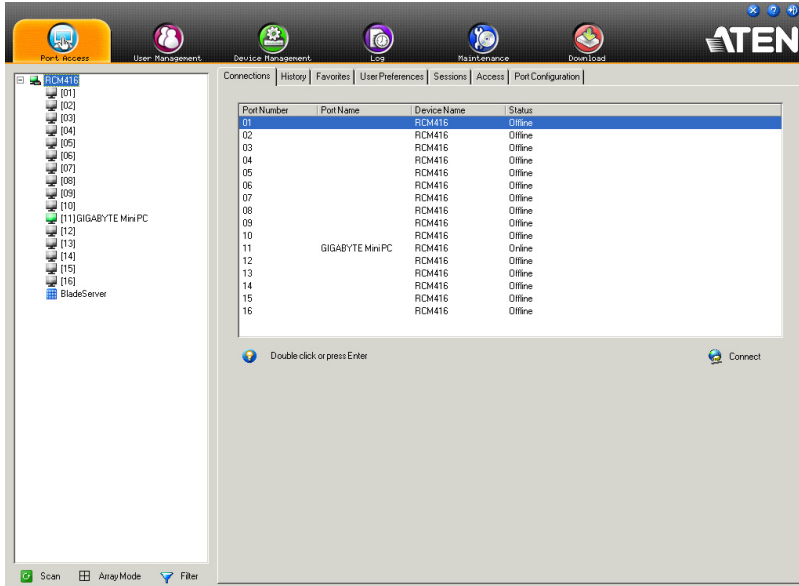 ATEN
Port Access User Management Device Management Log Maintenance Download
Connections History Favorites User Preferences Sessions Access Port Configuration
RCM416
[01]
[02]
[03]
[04]
[05]
[06]
[07]
[08]
[09]
[10]
[11]GIGABYTE Mini PC
[12]
[13]
[14]
[15]
[16]
BladeServer
Port Number Port Name Device Name Status
01 RCM416 Offline
02 RCM416 Offline
03 RCM416 Offline
04 RCM416 Offline
05 RCM416 Offline
06 RCM416 Offline
07 RCM416 Offline
08 RCM416 Offline
09 RCM416 Offline
10 RCM416 Offline
11 GIGABYTE Mini PC RCM416 Online
12 RCM416 Offline
13 RCM416 Offline
14 RCM416 Offline
15 RCM416 Offline
16 RCM416 Offline
Double click or press Enter Connect
Scan Array Mode Filter